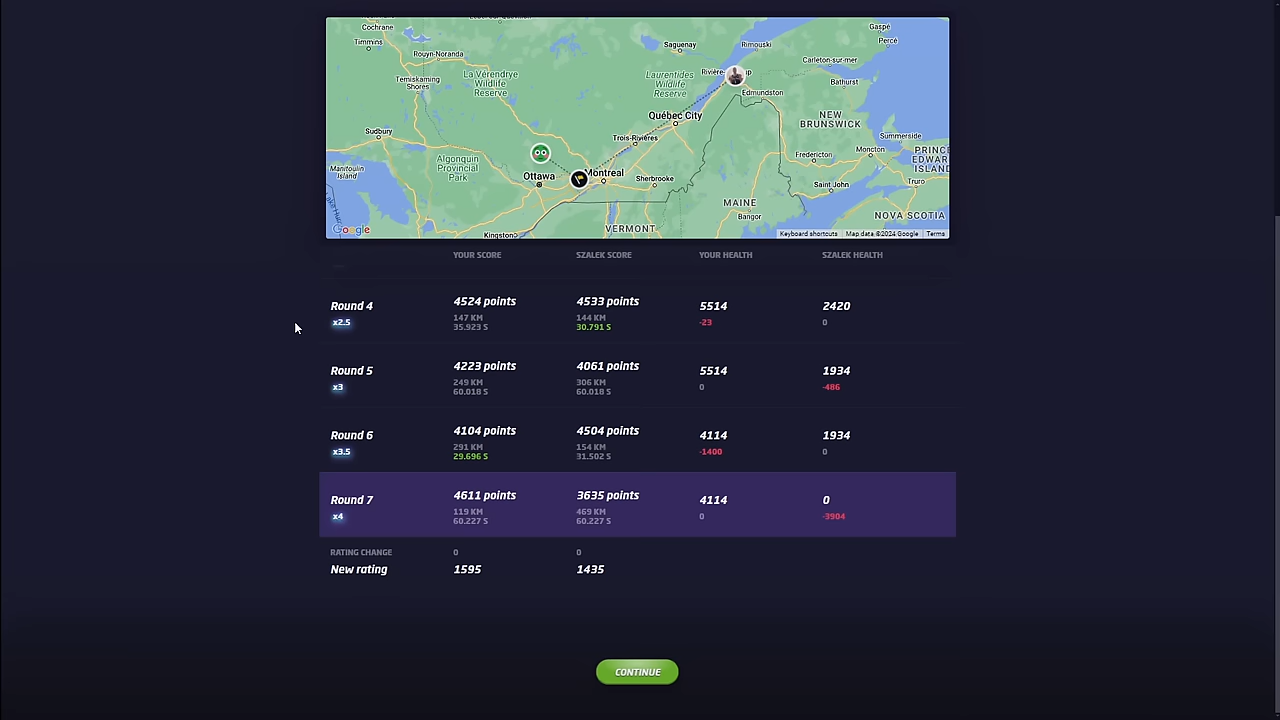 Cochrane
Gaspé
Timmins
Percé
Rouyn-Noranda
Saguenay
Rimouski
Carleton-sur-mer
Temiskaming
Shores
La Vérendrye
Wildlife
Reserve
Laurentides
Wildlife
Reserve
Edmundston
Bathurst
Québec City
NEW
BRUNSWICK
Sudbury
Trois-Rivières
Summerside
Fredericton
Moncton
PRINCE
EDWARD
ISLAND
Algonquin
Provincial
Park
Manitoulin
Island
Ottawa
Montreal
Sherbrooke
Saint John
Truro
MAINE
Bangor
NOVA SCOTIA
VERMONT
Kingston
Google
Keyboard shortcuts
Map data ©2024 Google
Terms
YOUR SCORE SZALEK SCORE YOUR HEALTH SZALEK HEALTH
Round 4 4524 points 4533 points 5514 2420
x2.5 147 KM 144 KM -23 0
35.923 S 30.791 S
Round 5 4223 points 4061 points 5514 1934
x3 249 KM 306 KM 0 -486
60.018 S 60.018 S
Round 6 4104 points 4504 points 4114 1934
x3.5 291 KM 154 KM -1400 0
29.696 S 31.502 S
Round 7 4611 points 3635 points 4114 0
x4 119 KM 469 KM 0 -3904
60.227 S 60.227 S
RATING CHANGE 0 0
New rating 1595 1435
CONTINUE